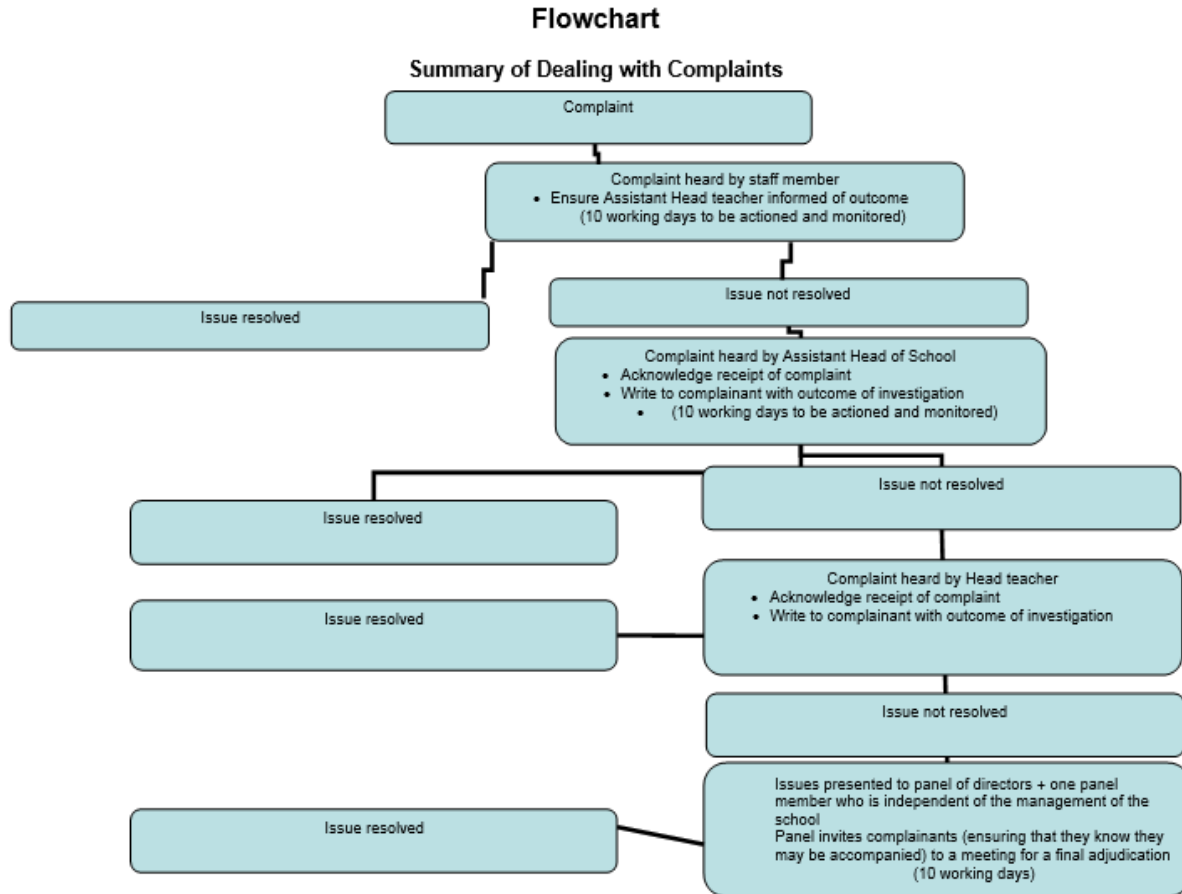 Flowchart
Summary of Dealing with Complaints
Complaint
Complaint heard by staff member
• Ensure Assistant Head teacher informed of outcome
(10 working days to be actioned and monitored)
Issue resolved
Issue not resolved
Complaint heard by Assistant Head of School
• Acknowledge receipt of complaint
• Write to complainant with outcome of investigation
• (10 working days to be actioned and monitored)
Issue resolved
Issue not resolved
Complaint heard by Head teacher
• Acknowledge receipt of complaint
• Write to complainant with outcome of investigation
Issue resolved
Issue not resolved
Issues presented to panel of directors + one panel
member who is independent of the management of the
school
Panel invites complainants (ensuring that they know they
may be accompanied) to a meeting for a final adjudication
(10 working days)
Issue resolved